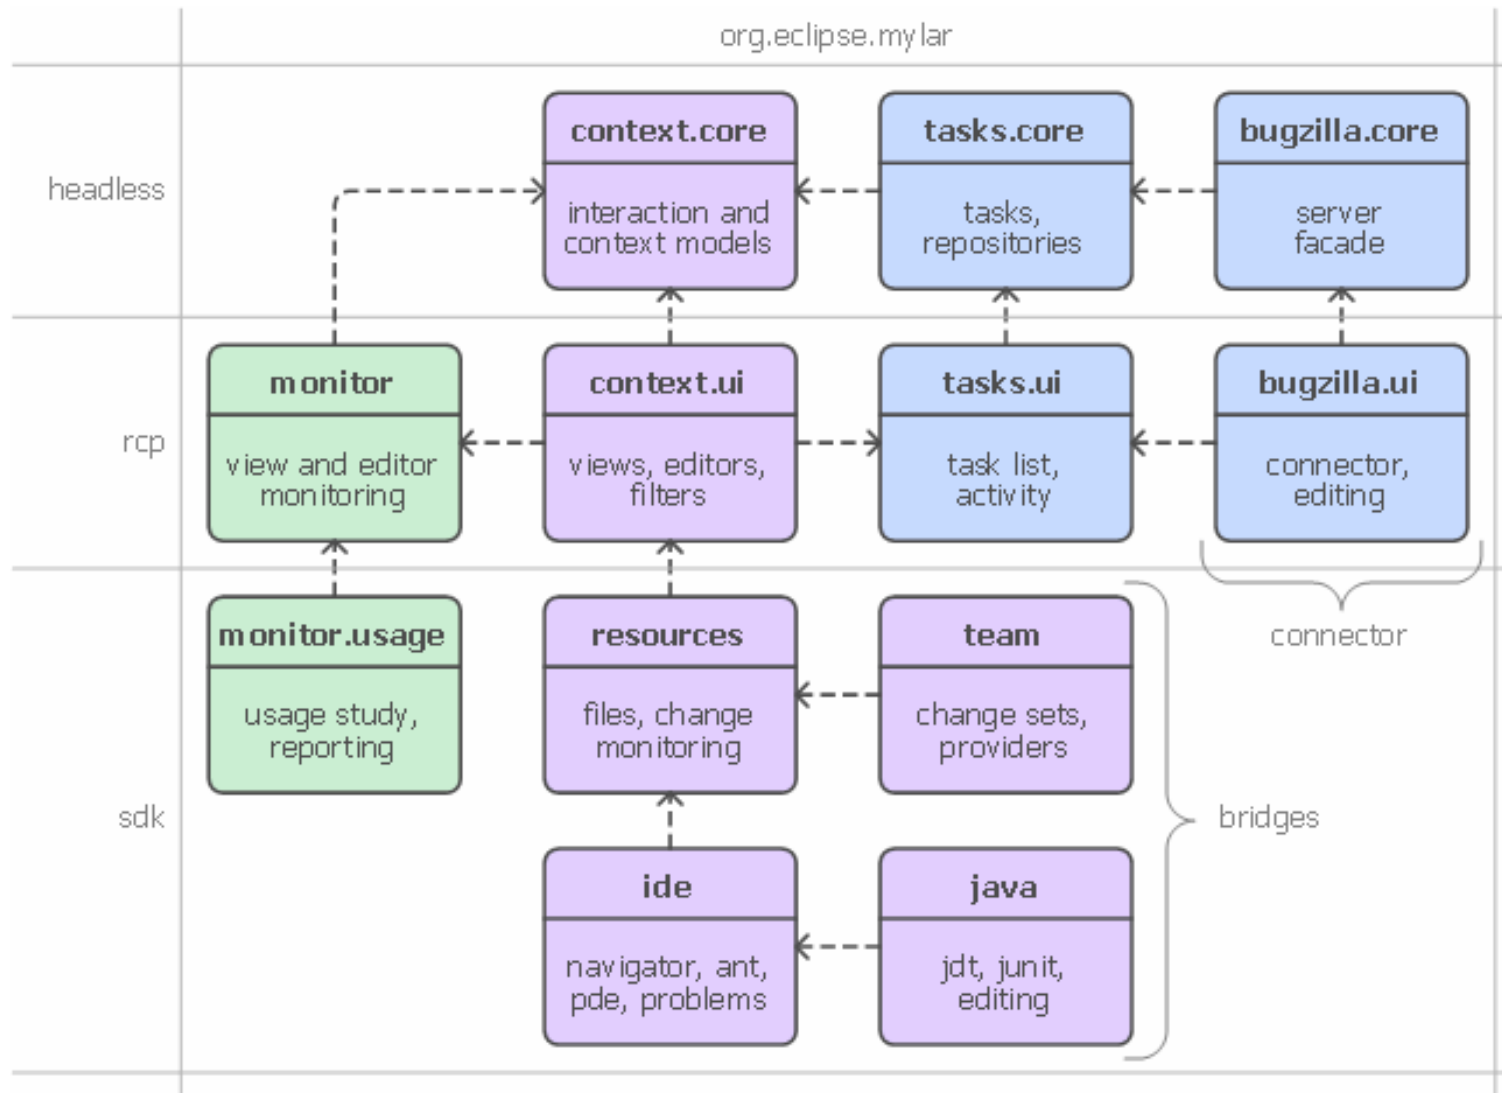 org.eclipse.mylar
headless
context.core
interaction and
context models
tasks.core
tasks,
repositories
bugzilla.core
server
facade
rcp
monitor
view and editor
monitoring
context.ui
views, editors,
filters
tasks.ui
task list,
activity
bugzilla.ui
connector,
editing
connector
sdk
monitor.usage
usage study,
reporting
resources
files, change
monitoring
team
change sets,
providers
bridges
ide
navigator, ant,
pde, problems
java
jdt, junit,
editing